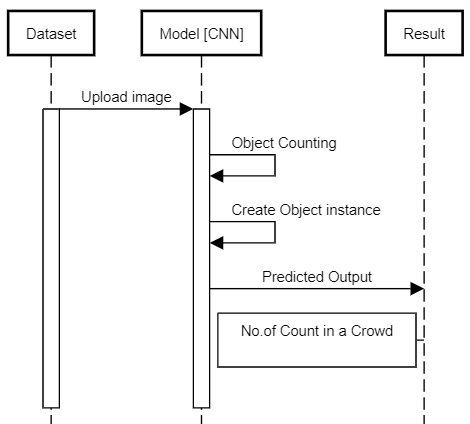 Dataset
Model [CNN]
Result
Upload image
Object Counting
Create Object instance
Predicted Output
No.of Count in a Crowd